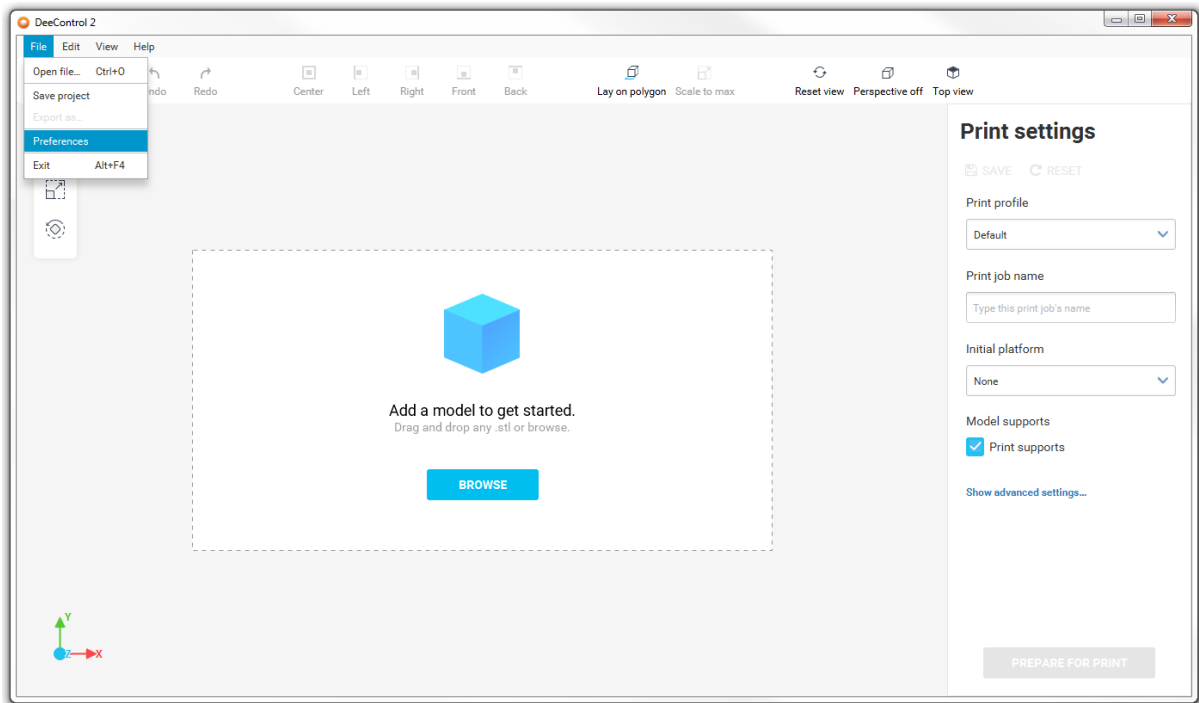 DeeControl 2
File Edit View Help
Open file... Ctrl+O
Save project
Export as...
Preferences
Exit Alt+F4
ndo Redo Center Left Right Front Back Lay on polygon Scale to max Reset view Perspective off Top view
Add a model to get started.
Drag and drop any .stl or browse.
BROWSE
Y
Z X
Print settings
SAVE RESET
Print profile
Default
Print job name
Type this print job's name
Initial platform
None
Model supports
Print supports
Show advanced settings...
PREPARE FOR PRINT